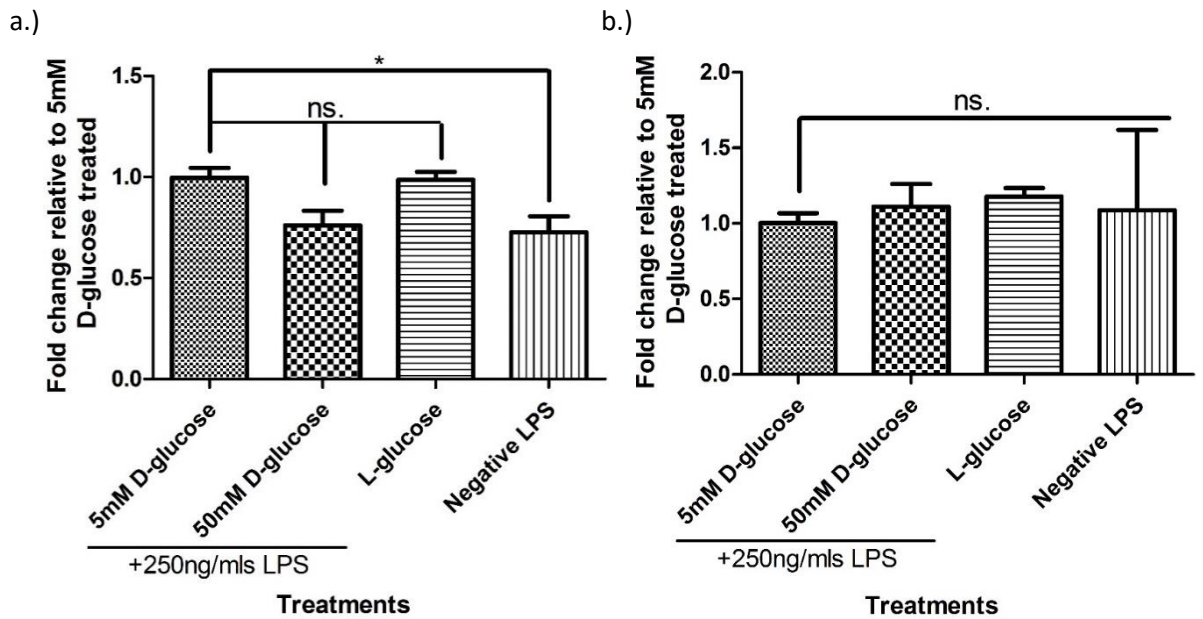 a.)
Fold change relative to 5mM
D-glucose treated
1.5
1.0
0.5
0.0
*
ns.
5mM D-glucose
50mM D-glucose
L-glucose
Negative LPS
+250ng/mls LPS
Treatments
b.)
Fold change relative to 5mM
D-glucose treated
2.0
1.5
1.0
0.5
0.0
ns.
5mM D-glucose
50mM D-glucose
L-glucose
Negative LPS
+250ng/mls LPS
Treatments